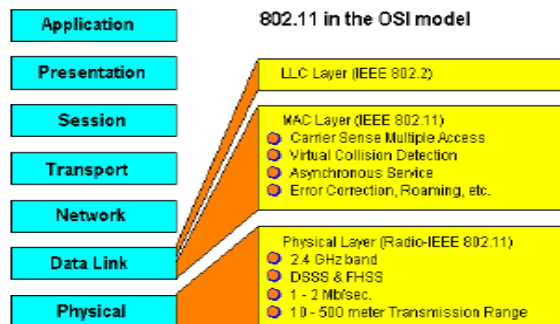 802.11 in the OSI model
Application
Presentation
Session
Transport
Network
Data Link
Physical
LLC Layer (IEEE 802.2)
MAC Layer (IEEE 802.11)
Carrier Sense Multiple Access
Virtual Collision Detection
Asynchronous Service
Error Correction, Roaming, etc.
Physical Layer (Radio-IEEE 802.11)
2.4 GHz band
DSSS & FHSS
1 - 2 Mb/sec.
10 - 500 meter Transmission Range